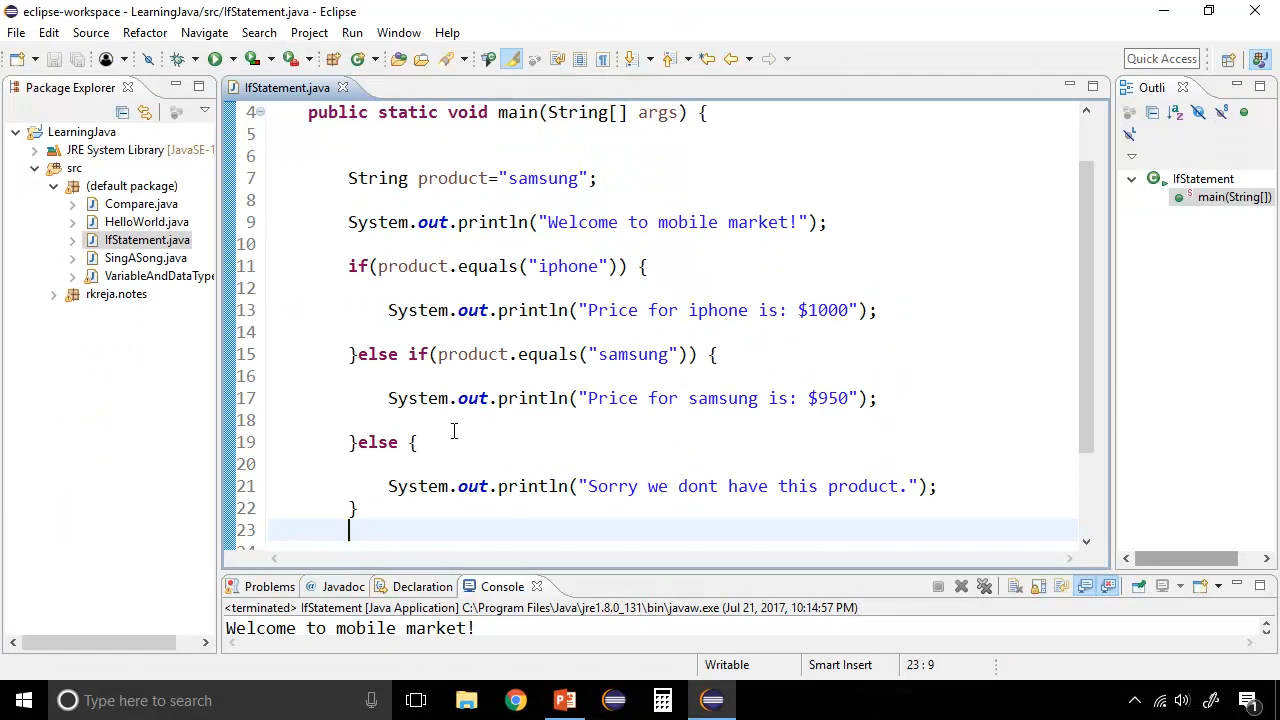 eclipse-workspace - LearningJava/src/IfStatement.java - Eclipse
File Edit Source Refactor Navigate Search Project Run Window Help
Quick Access
Package Explorer
IfStatement.java
Outli
LearningJava
JRE System Library [JavaSE-1
src
(default package)
Compare.java
HelloWorld.java
IfStatement.java
SingASong.java
VariableAndDataType
rkreja.notes
4 public static void main(String[] args) {
5
6
7 String product="samsung";
8
9 System.out.println("Welcome to mobile market!");
10
11 if(product.equals("iphone")) {
12
13 System.out.println("Price for iphone is: $1000");
14
15 }else if(product.equals("samsung")) {
16
17 System.out.println("Price for samsung is: $950");
18
19 }else {
20
21 System.out.println("Sorry we dont have this product.");
22 }
23
IfStatement
main(String[])
Problems @ Javadoc Declaration Console
<terminated> IfStatement [Java Application] C:\Program Files\Java\jre1.8.0_131\bin\javaw.exe (Jul 21, 2017, 10:14:57 PM)
Welcome to mobile market!
Writable Smart Insert 23 : 9
Type here to search
1